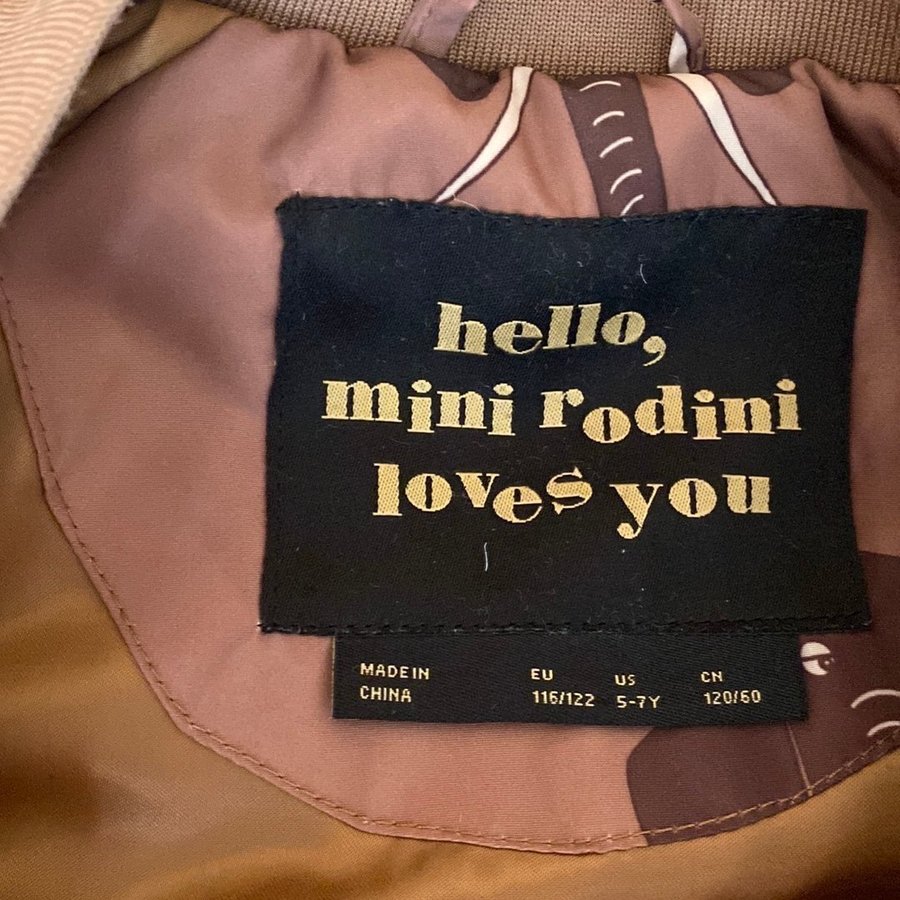 hello,
mini rodini
loves you
MADE IN EU US CN
CHINA 116/122 5-7Y 120/60